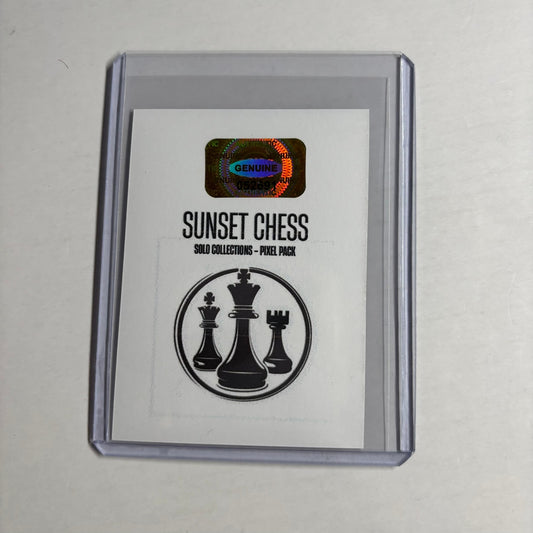 GENUINE
SUNSET CHESS
SOLO COLLECTIONS – PIXEL PACK